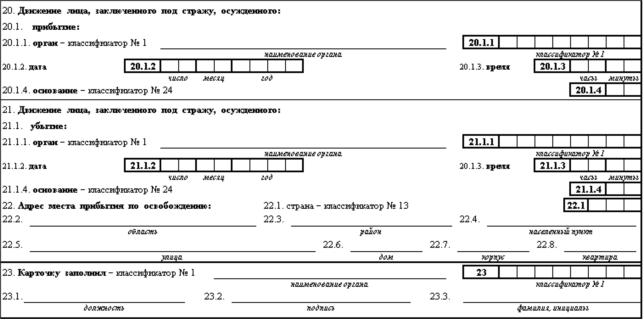 20. Движение лица, заключенного под стражу, осужденного:
20.1. прибытие:
20.1.1. орган – классификатор № 1 20.1.1
наименование органа классификатор № 1
20.1.2. дата 20.1.2 20.1.3. время 20.1.3
число месяц год часы минуты
20.1.4. основание – классификатор № 24 20.1.4
21. Движение лица, заключенного под стражу, осужденного:
21.1. убытие:
21.1.1. орган – классификатор № 1 21.1.1
наименование органа классификатор № 1
21.1.2. дата 21.1.2 20.1.3. время 21.1.3
число месяц год часы минуты
21.1.4. основание – классификатор № 24 21.1.4
22. Адрес места прибытия по освобождению: 22.1. страна – классификатор № 13 22.1
22.2. 22.3. 22.4.
область район населенный пункт
22.5. 22.6. 22.7. 22.8.
улица дом корпус квартира
23. Карточку заполнил – классификатор № 1 23
наименование органа классификатор № 1
23.1. 23.2. 23.3.
должность подпись фамилия, инициалы